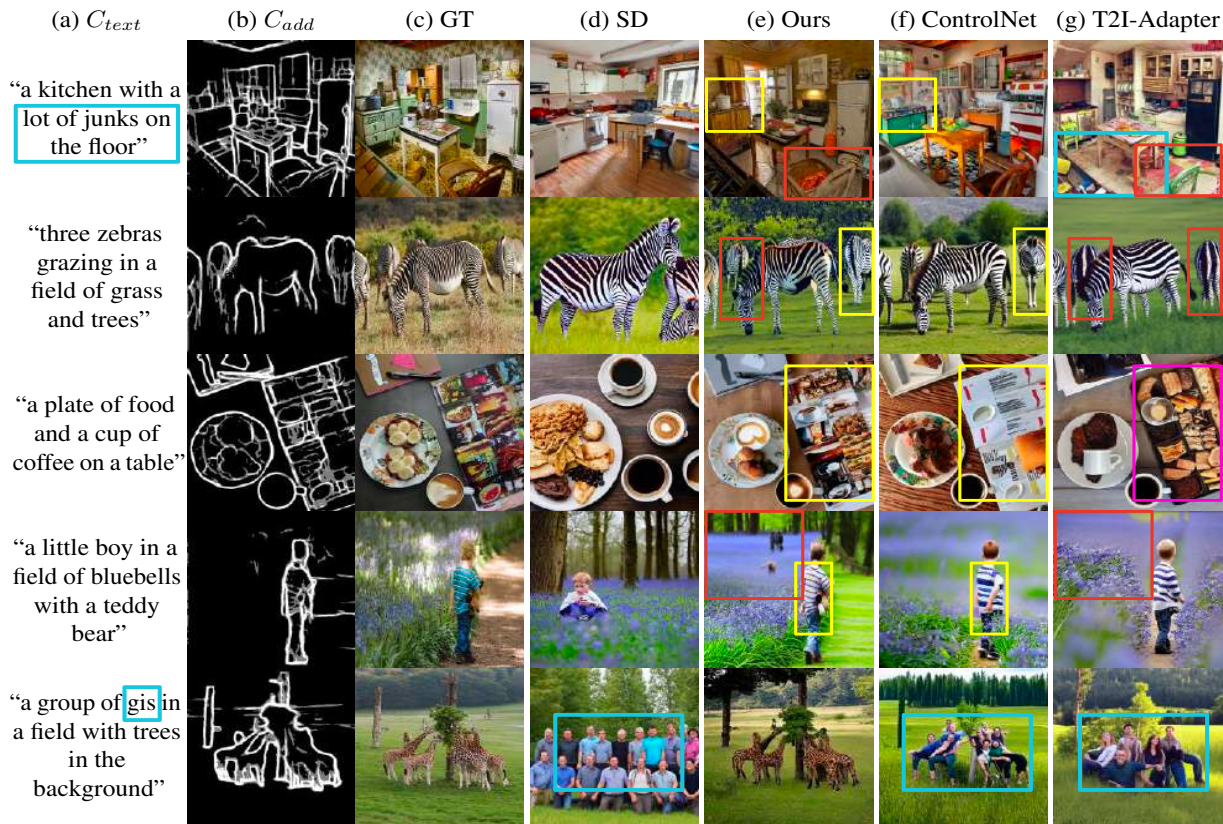 (a) C_text (b) C_add (c) GT (d) SD (e) Ours (f) ControlNet (g) T2I-Adapter
“a kitchen with a
lot of junks on
the floor”
“three zebras
grazing in a
field of grass
and trees”
“a plate of food
and a cup of
coffee on a table”
“a little boy in a
field of bluebells
with a teddy
bear”
“a group of gis in
a field with trees
in the
background”